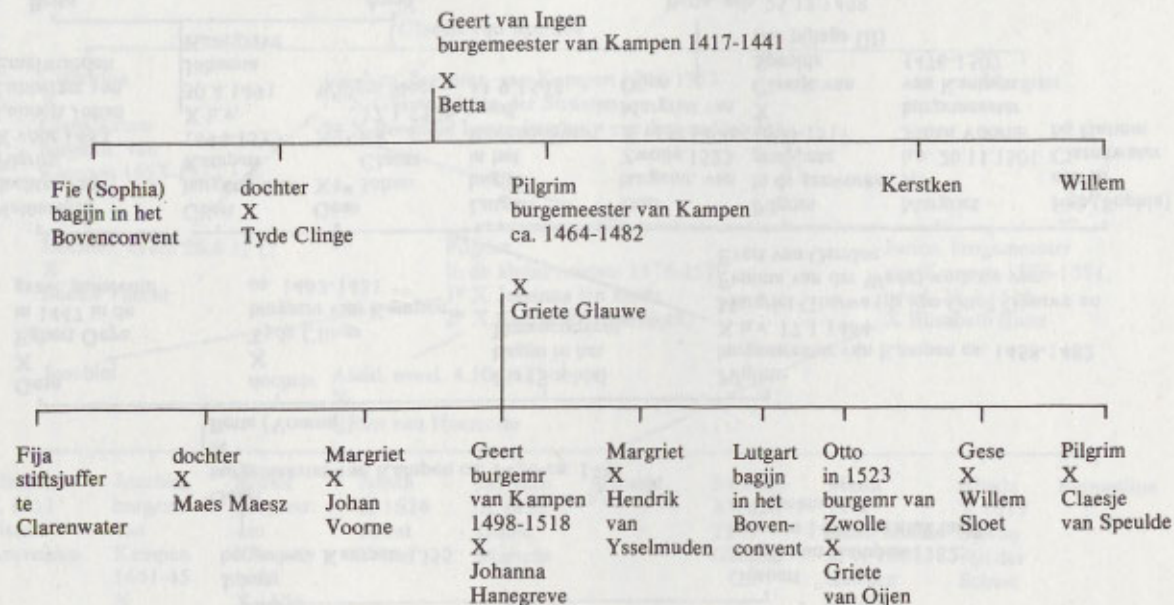 Geert van Ingen
burgemeester van Kampen 1417-1441
X
Betta
Fie (Sophia)
bagijn in het
Bovenconvent
dochter
X
Tyde Clinge
Pilgrim
burgemeester van Kampen
ca. 1464-1482
X
Griete Glauwe
Kerstken
Willem
Fija
stiftsjuffer
te
Clarenwater
dochter
X
Maes Maesz
Margriet
X
Johan
Voorne
Geert
burgemr
van Kampen
1498-1518
X
Johanna
Hanegreve
Margriet
X
Hendrik
van
Ysselmuden
Lutgart
bagijn
in het
Boven-
convent
Otto
in 1523
burgemr van
Zwolle
X
Griete
van Oijen
Gese
X
Willem
Sloet
Pilgrim
X
Claesje
van Speulde